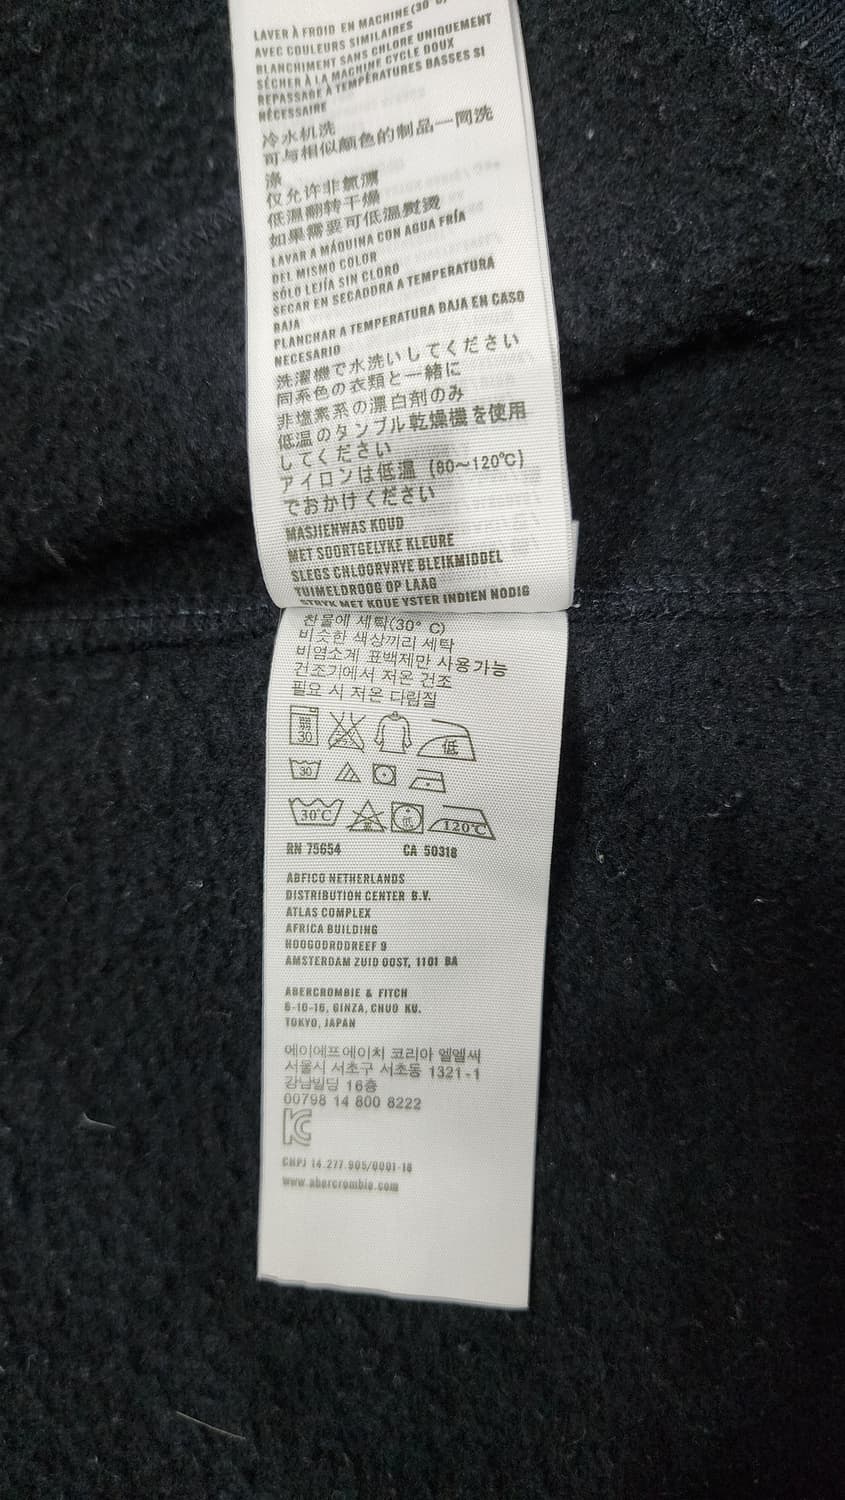 LAVER À FROID EN MACHINE (30° C)
AVEC COULEURS SIMILAIRES
BLANCHIMENT SANS CHLORE UNIQUEMENT
SÉCHER À LA MACHINE CYCLE DOUX
REPASSAGE À TEMPÉRATURES BASSES SI
NÉCESSAIRE
冷水机洗
可与相似颜色的制品一同洗
涤
仅允许非氯漂
低温翻转干燥
如果需要可低温熨烫
LAVAR A MÁQUINA CON AGUA FRÍA
DEL MISMO COLOR
SÓLO LEJÍA SIN CLORO
SECAR EN SECADORA A TEMPERATURA
BAJA
PLANCHAR A TEMPERATURA BAJA EN CASO
NECESARIO
洗濯機で水洗いしてください
同系色の衣類と一緒に
非塩素系の漂白剤のみ
低温のタンブル乾燥機を使用
してください
アイロンは低温 (80～120℃)
でおかけください
MASJIENWAS KOUD
MET SOORTGELYKE KLEURE
SLEGS CHLOORVRYE BLEIKMIDDEL
TUIMELDROOG OP LAAG
STRYK MET KOUE YSTER INDIEN NODIG
찬물에 세탁(30° C)
비슷한 색상끼리 세탁
비염소계 표백제만 사용가능
건조기에서 저온 건조
필요 시 저온 다림질
弱 30 低
30
30℃ 120℃
RN 75654 CA 50318
ABFICO NETHERLANDS
DISTRIBUTION CENTER B.V.
ATLAS COMPLEX
AFRICA BUILDING
HOOGOORDDREEF 9
AMSTERDAM ZUID OOST, 1101 BA
ABERCROMBIE & FITCH
6-10-16, GINZA, CHUO KU.
TOKYO, JAPAN
에이에프에이치 코리아 엘엘씨
서울시 서초구 서초동 1321-1
강남빌딩 16층
00798 14 800 8222
KC
CNPJ 14.277.905/0001-18
www.abercrombie.com